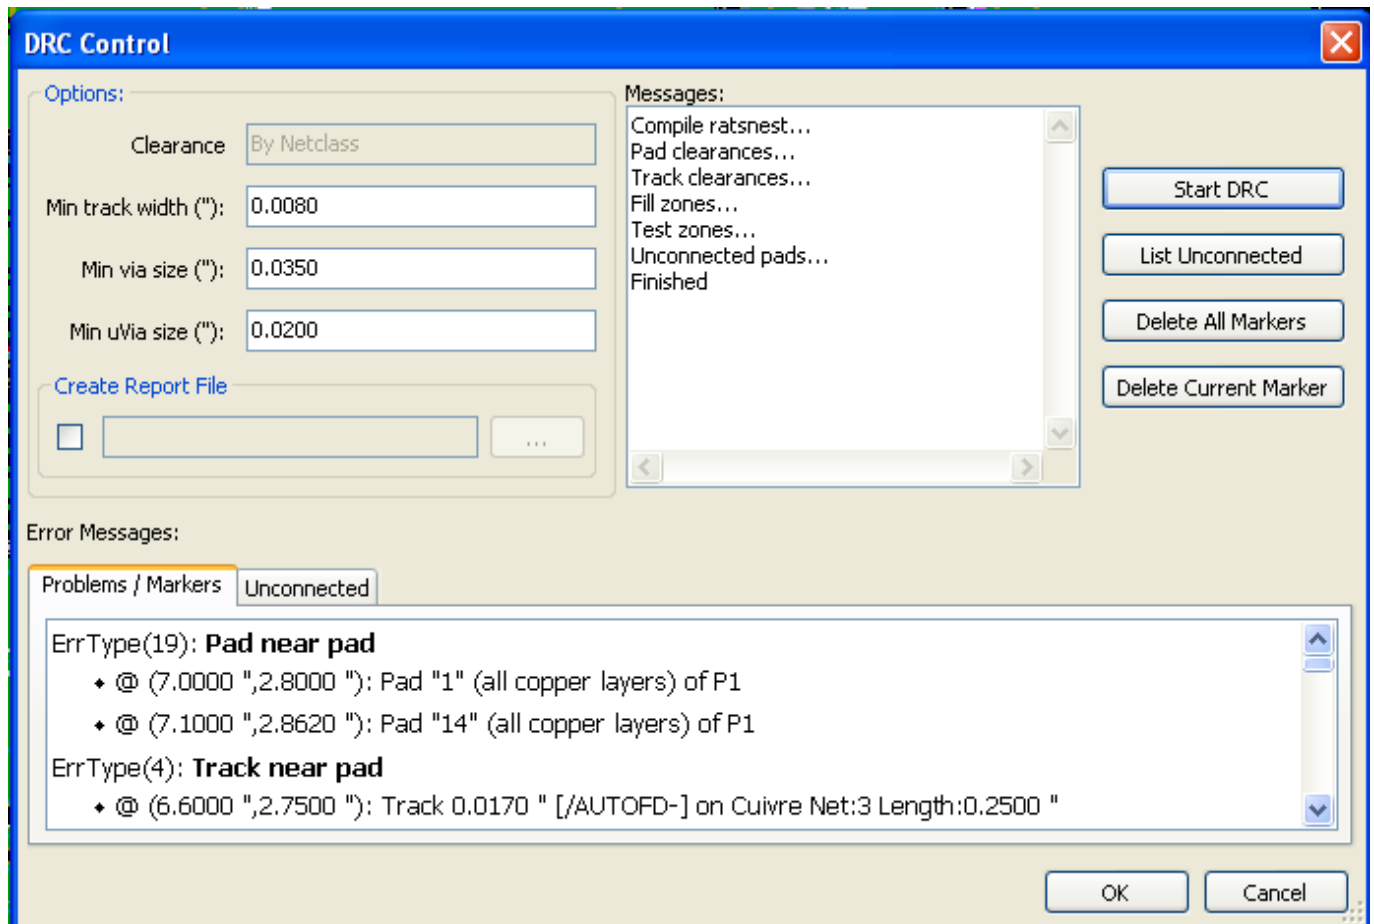 DRC Control
Options:
Clearance By Netclass
Min track width ("): 0.0080
Min via size ("): 0.0350
Min uVia size ("): 0.0200
Create Report File
...
Messages:
Compile ratsnest...
Pad clearances...
Track clearances...
Fill zones...
Test zones...
Unconnected pads...
Finished
Start DRC
List Unconnected
Delete All Markers
Delete Current Marker
Error Messages:
Problems / Markers Unconnected
ErrType(19): Pad near pad
@ (7.0000 ",2.8000 "): Pad "1" (all copper layers) of P1
@ (7.1000 ",2.8620 "): Pad "14" (all copper layers) of P1
ErrType(4): Track near pad
@ (6.6000 ",2.7500 "): Track 0.0170 " [/AUTOFD-] on Cuivre Net:3 Length:0.2500 "
OK Cancel